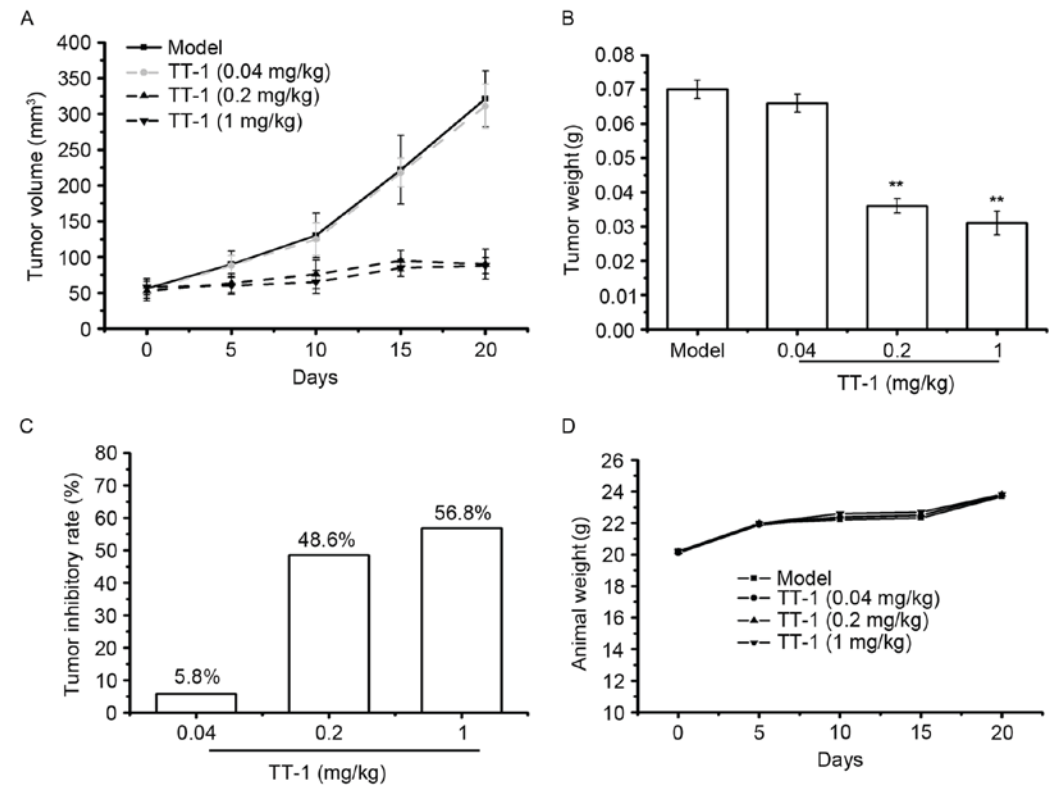 A
Tumor volume (mm³)
400
350
300
250
200
150
100
50
0
Model
TT-1 (0.04 mg/kg)
TT-1 (0.2 mg/kg)
TT-1 (1 mg/kg)
0 5 10 15 20
Days
B
Tumor weight (g)
0.08
0.07
0.06
0.05
0.04
0.03
0.02
0.01
0.00
**
**
Model 0.04 0.2 1
TT-1 (mg/kg)
C
Tumor inhibitory rate (%)
80
70
60
50
40
30
20
10
0
5.8%
48.6%
56.8%
0.04 0.2 1
TT-1 (mg/kg)
D
Animal weight (g)
26
24
22
20
18
16
14
12
10
Model
TT-1 (0.04 mg/kg)
TT-1 (0.2 mg/kg)
TT-1 (1 mg/kg)
0 5 10 15 20
Days